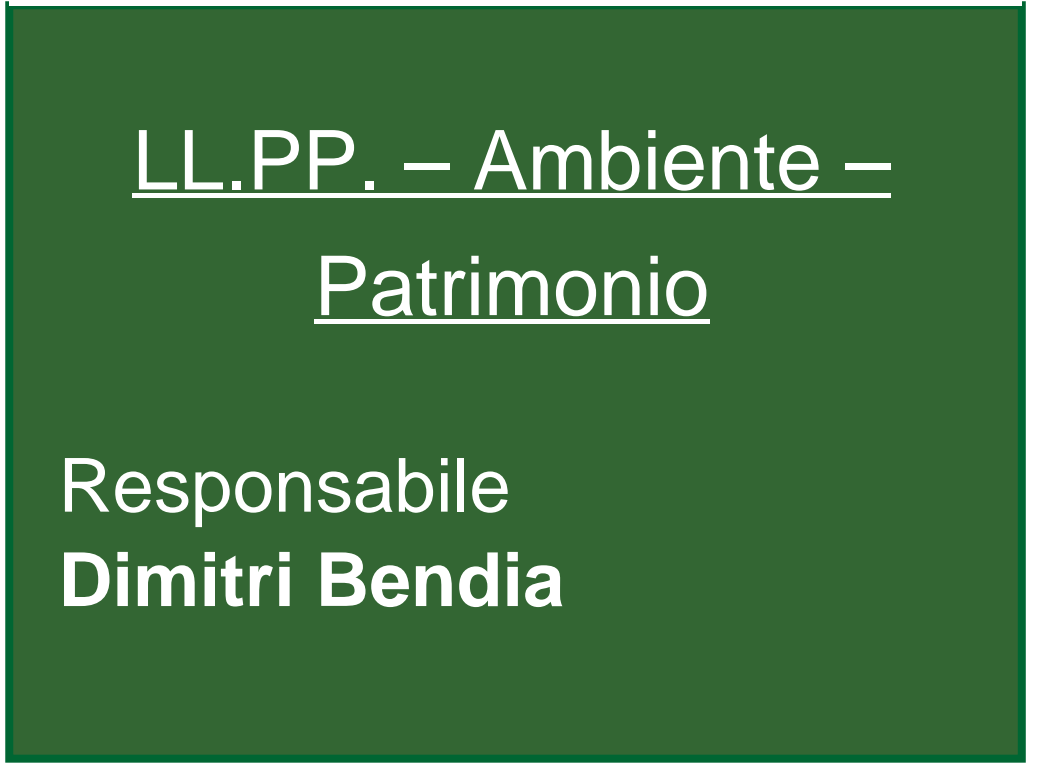 LL.PP. – Ambiente –
Patrimonio
Responsabile
Dimitri Bendia